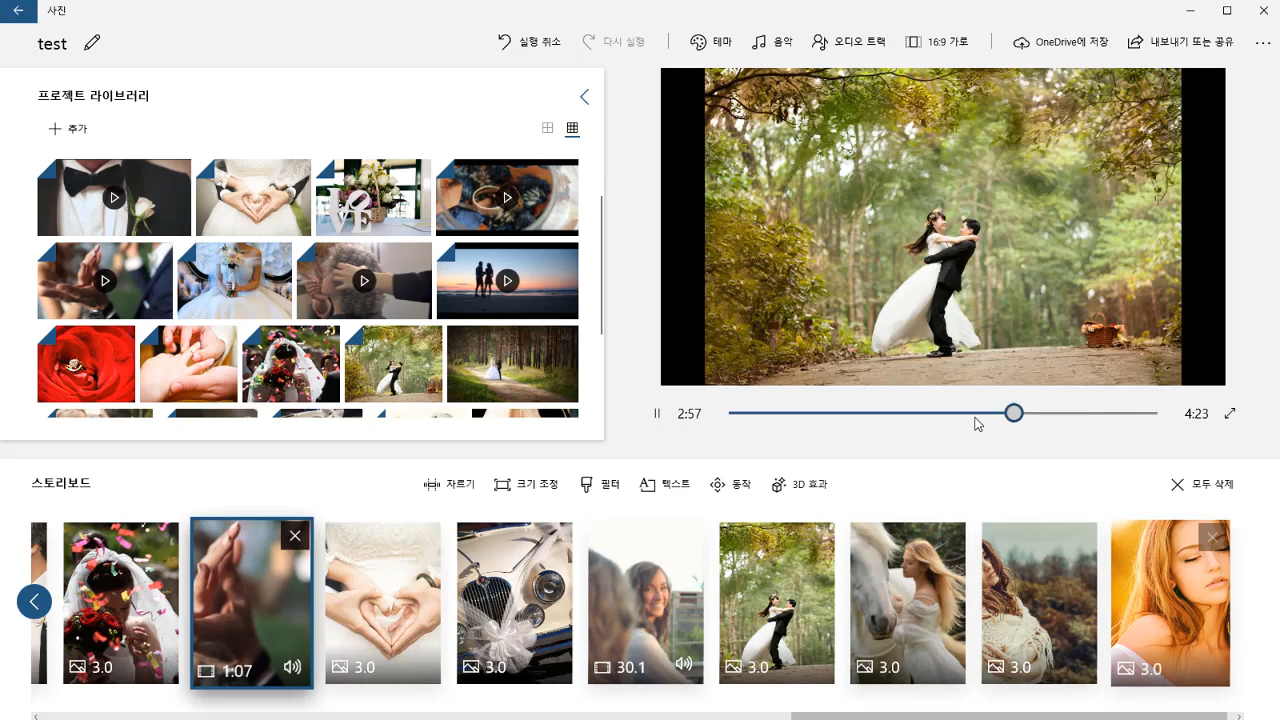 사진
test
실행 취소
다시 실행
테마
음악
오디오 트랙
16:9 가로
OneDrive에 저장
내보내기 또는 공유
프로젝트 라이브러리
추가
LOVE
2:57
4:23
스토리보드
자르기
크기 조정
필터
텍스트
동작
3D 효과
모두 삭제
3.0
1:07
3.0
3.0
30.1
3.0
3.0
3.0
3.0